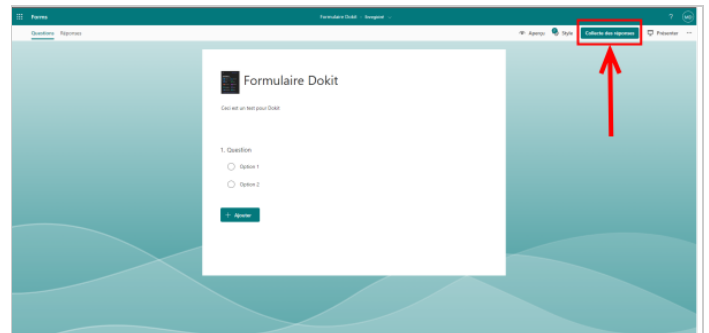 Forms
Formulaire Dokit - Enregistré
?
Questions
Réponses
Aperçu
Style
Collecte des réponses
Présenter
...
Formulaire Dokit
Ceci est un test pour Dokit
1. Question
Option 1
Option 2
+ Ajouter